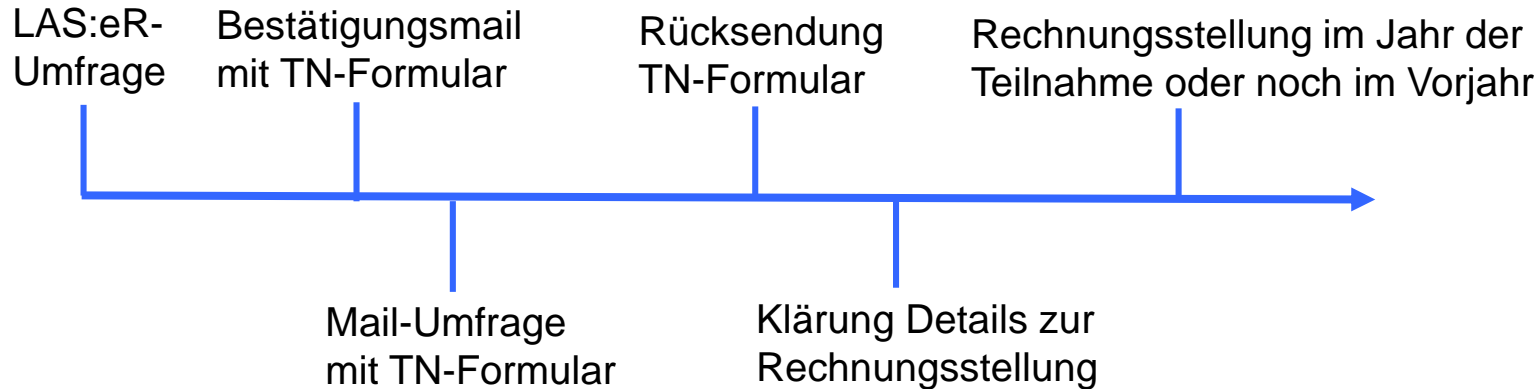 LAS:eR-
Umfrage
Bestätigungsmail
mit TN-Formular
Rücksendung
TN-Formular
Rechnungsstellung im Jahr der
Teilnahme oder noch im Vorjahr
Mail-Umfrage
mit TN-Formular
Klärung Details zur
Rechnungsstellung